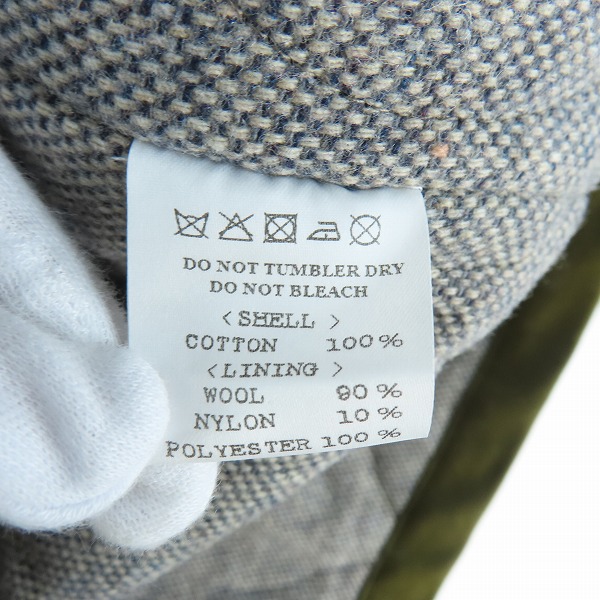 DO NOT TUMBLER DRY
DO NOT BLEACH
< SHELL >
COTTON 100 %
< LINING >
WOOL 90 %
NYLON 10 %
POLYESTER 100 %